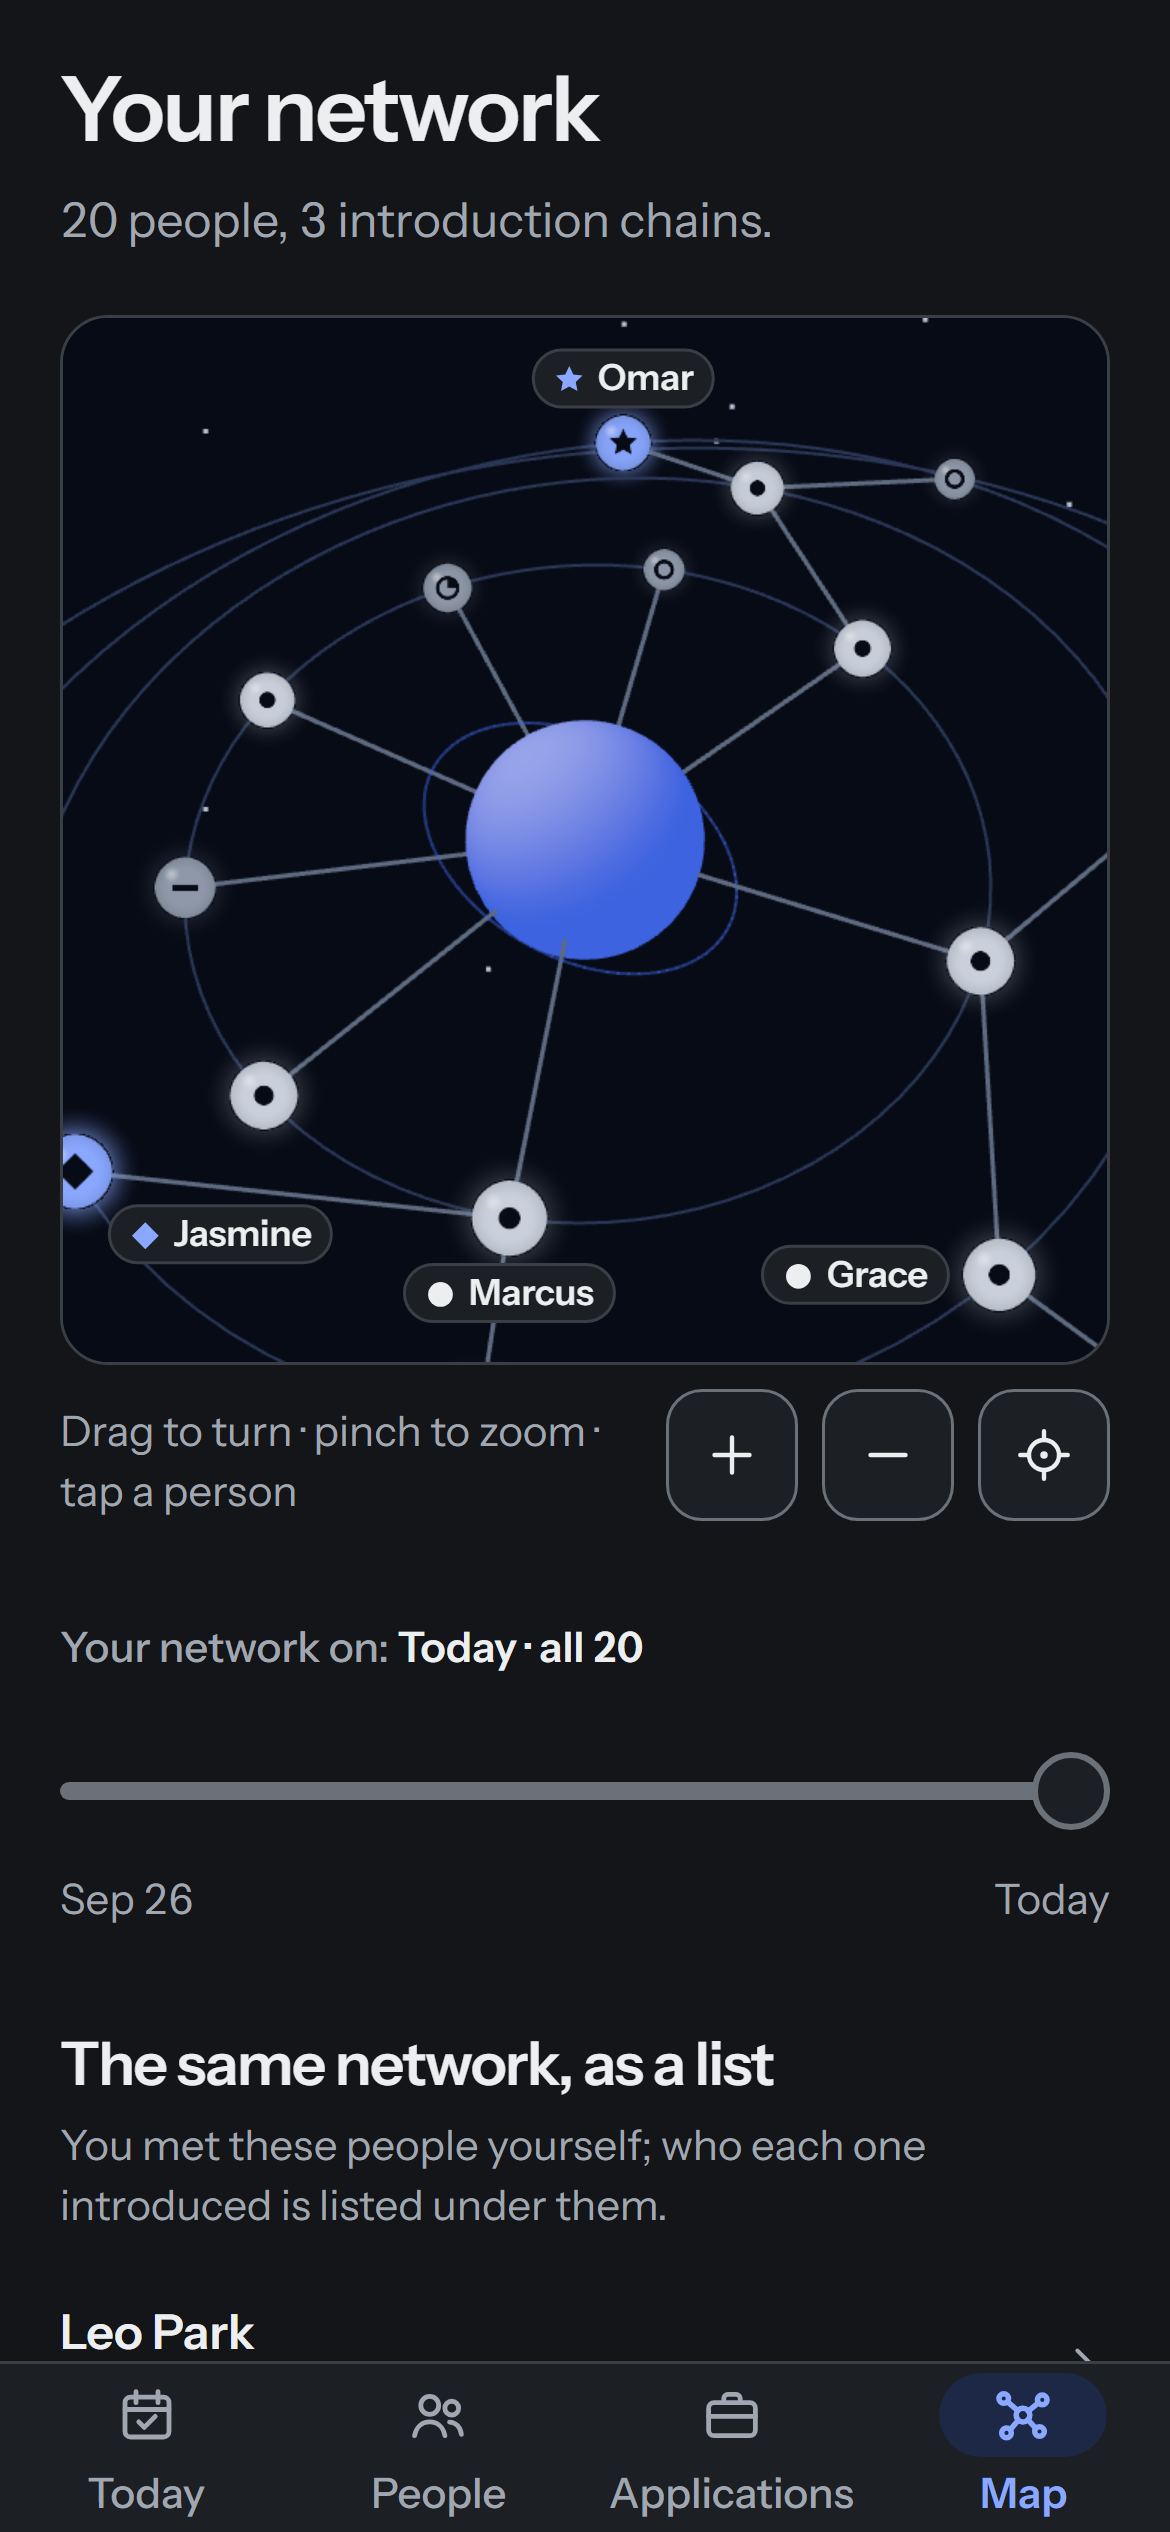 Your network
20 people, 3 introduction chains.
Omar
Jasmine
Marcus
Grace
Drag to turn · pinch to zoom ·
tap a person
Your network on: Today · all 20
Sep 26
Today
The same network, as a list
You met these people yourself; who each one
introduced is listed under them.
Leo Park
Today
People
Applications
Map